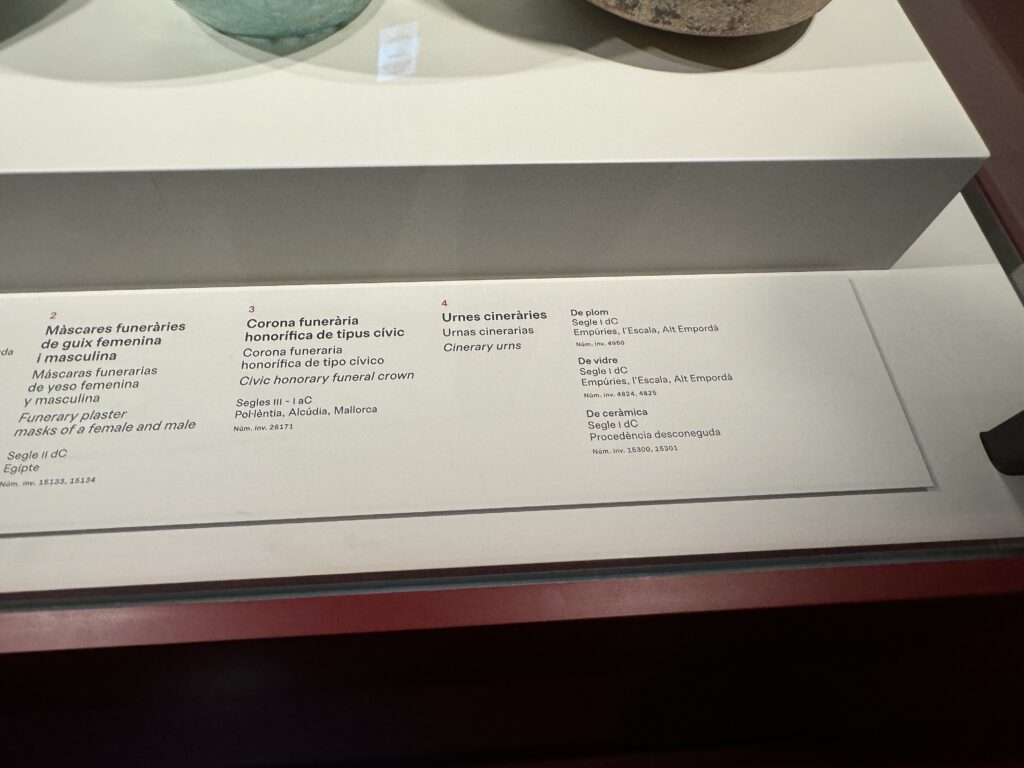 2
Màscares funeràries
de guix femenina
i masculina
Máscaras funerarias
de yeso femenina
y masculina
Funerary plaster
masks of a female and male
Segle II dC
Egipte
Núm. inv. 15133, 15134
3
Corona funerària
honorífica de tipus cívic
Corona funeraria
honorífica de tipo cívico
Civic honorary funeral crown
Segles III - I aC
Pol·lèntia, Alcúdia, Mallorca
Núm. inv. 26171
4
Urnes cineràries
Urnas cinerarias
Cinerary urns
De plom
Segle I dC
Empúries, l'Escala, Alt Empordà
Núm. inv. 4950
De vidre
Segle I dC
Empúries, l'Escala, Alt Empordà
Núm. inv. 4824, 4825
De ceràmica
Segle I dC
Procedència desconeguda
Núm. inv. 15300, 15301